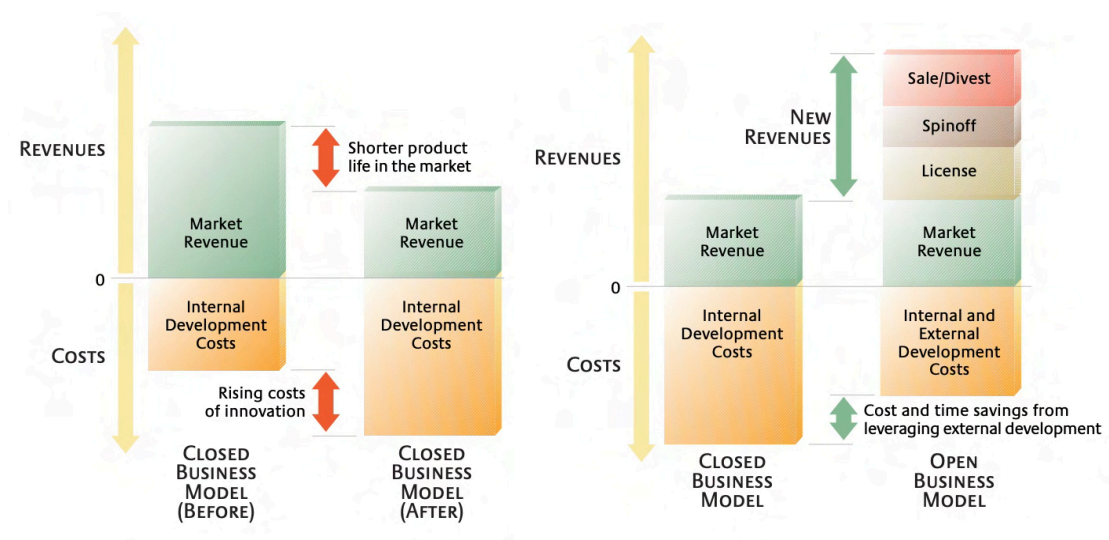 REVENUES
Shorter product
life in the market
Market
Revenue
Market
Revenue
0
Internal
Development
Costs
Internal
Development
Costs
COSTS
Rising costs
of innovation
CLOSED
BUSINESS
MODEL
(BEFORE)
CLOSED
BUSINESS
MODEL
(AFTER)
Sale/Divest
NEW
REVENUES
Spinoff
REVENUES
License
Market
Revenue
Market
Revenue
0
Internal
Development
Costs
Internal and
External
Development
Costs
COSTS
Cost and time savings from
leveraging external development
CLOSED
BUSINESS
MODEL
OPEN
BUSINESS
MODEL